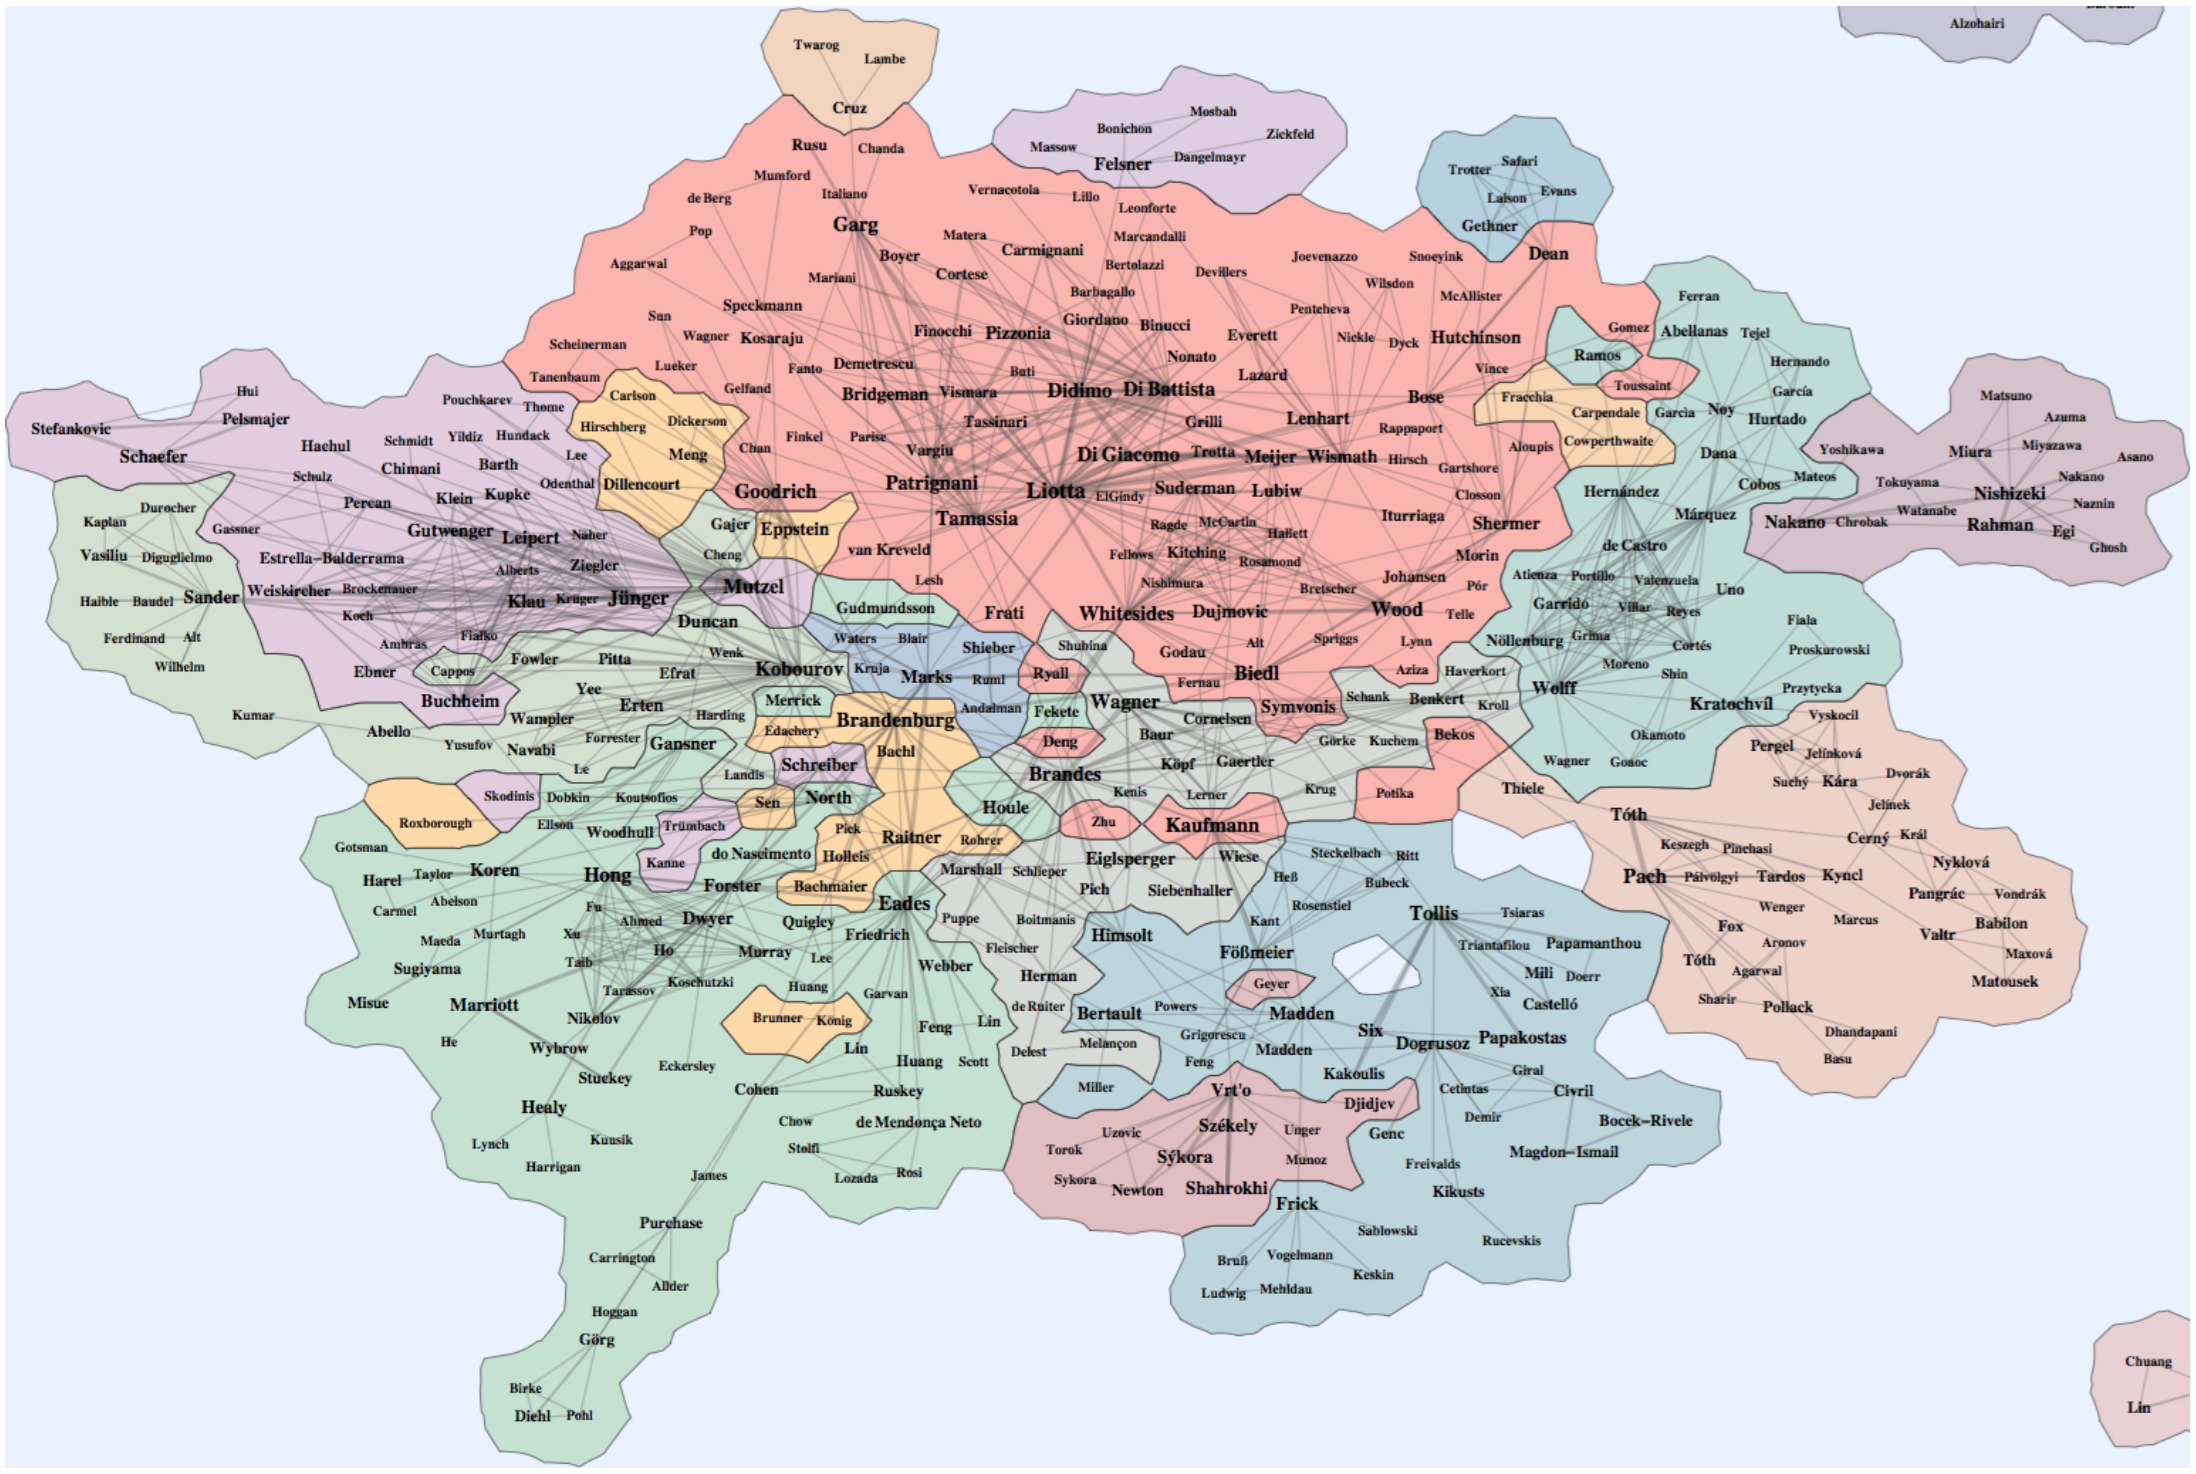 Alzohairi
Twarog
Lambe
Cruz
Mosbah
Bonichon
Zickfeld
Massow
Dangelmayr
Felsner
Rusu
Chanda
Mumford
Italiano
de Berg
Vernacotola
Lillo
Leonforte
Trotter
Safari
Laison
Evans
Gethner
Dean
Garg
Pop
Matera
Marcandalli
Carmignani
Boyer
Aggarwal
Mariani
Cortese
Bertolazzi
Devillers
Joevenazzo
Snoeyink
Wilsdon
Barbagallo
McAllister
Speckmann
Penteheva
Sun
Giordano
Binucci
Finocchi
Pizzonia
Wagner
Kosaraju
Everett
Nickle
Dyck
Hutchinson
Scheinerman
Nonato
Lueker
Fanto
Demetrescu
Buti
Lazard
Vince
Tanenbaum
Gelfand
Bridgeman
Vismara
Didimo
Di Battista
Bose
Ferran
Gomez
Abellanas
Tejel
Ramos
Hernando
Toussaint
García
Fracchia
Carpendale
Garcia
Noy
Hurtado
Cowperthwaite
Hui
Pelsmajer
Stefankovic
Schaefer
Pouchkarev
Thome
Hachul
Schmidt
Yildiz
Hundack
Chimani
Barth
Lee
Schulz
Odenthal
Percan
Klein
Kupke
Carlson
Hirschberg
Dickerson
Meng
Dillencourt
Chan
Finkel
Parise
Tassinari
Grilli
Lenhart
Rappaport
Vargiu
Di Giacomo
Trotta
Meijer
Wismath
Hirsch
Gartshore
Aloupis
Goodrich
Patrignani
Liotta
ElGindy
Suderman
Lubiw
Closson
Tamassia
Iturriaga
Shermer
Dana
Cobos
Mateos
Hernández
Márquez
Matsuno
Azuma
Yoshikawa
Miura
Miyazawa
Asano
Tokuyama
Nakano
Nishizeki
Naznin
Watanabe
Nakano
Chrobak
Rahman
Egi
Ghosh
Durocher
Kaplan
Gassner
Vasiliu
Diguglielmo
Gutwenger
Leipert
Näher
Estrella-Balderrama
Ziegler
Alberts
Weiskircher
Brockenauer
Haible
Baudel
Sander
Klau
Krüger
Jünger
Koch
Ferdinand
Alt
Ambras
Fialko
Wilhelm
Ebner
Cappos
Buchheim
Kumar
Gajer
Eppstein
Cheng
van Kreveld
Mutzel
Lesh
Gudmundsson
Frati
Ragde
McCartin
Hallett
Fellows
Kitching
Rosamond
Nishimura
Bretscher
Johansen
Morin
Pór
Whitesides
Dujmovic
Wood
Telle
Alt
Spriggs
Lynn
Godau
Aziza
Fernau
Biedl
de Castro
Atienza
Portillo
Valenzuela
Uno
Garrido
Villar
Reyes
Nöllenburg
Grima
Cortés
Moreno
Shin
Wolff
Kratochvíl
Fiala
Proskurowski
Przytycka
Okamoto
Wagner
Goaoc
Duncan
Fowler
Pitta
Wenk
Efrat
Kobourov
Yee
Erten
Wampler
Harding
Abello
Yusufov
Navabi
Forrester
Le
Waters
Blair
Shieber
Kruja
Marks
Ruml
Andalman
Shubina
Ryall
Wagner
Fekete
Deng
Cornelsen
Symvonis
Schank
Benkert
Haverkort
Kroll
Baur
Görke
Kuchem
Bekos
Köpf
Gaertler
Brandes
Kenis
Lerner
Krug
Potika
Merrick
Edachery
Brandenburg
Bachl
Gansner
Schreiber
Landis
Skodinis
Dobkin
Koutsofios
Sen
North
Houle
Roxborough
Ellson
Woodhull
Trümbach
Pick
Raitner
Rohrer
Zhu
Kaufmann
Gotsman
Kanne
do Nascimento
Holleis
Bachmaier
Eiglsperger
Wiese
Marshall
Schlieper
Pich
Siebenhaller
Harel
Taylor
Koren
Hong
Forster
Eades
Carmel
Abelson
Fu
Ahmed
Dwyer
Quigley
Puppe
Boitmanis
Maeda
Murtagh
Xu
Friedrich
Ho
Murray
Lee
Fleischer
Sugiyama
Taib
Webber
Herman
Misue
Marriott
Tarassov
Koschutzki
Huang
Garvan
de Ruiter
Nikolov
Brunner
König
Feng
Lin
He
Wybrow
Lin
Huang
Scott
Delest
Melançon
Stuckey
Eckersley
Cohen
Ruskey
Miller
Healy
Chow
de Mendonça Neto
Lynch
Kuusik
Stolfi
Harrigan
James
Lozada
Rosi
Purchase
Carrington
Allder
Hoggan
Görg
Birke
Diehl
Pohl
Steckelbach
Ritt
Heß
Bubeck
Rosenstiel
Kant
Tollis
Tsiaras
Himsolt
Fößmeier
Triantafilou
Papamanthou
Mili
Doerr
Geyer
Xia
Castelló
Bertault
Powers
Madden
Six
Grigorescu
Dogrusoz
Papakostas
Madden
Feng
Kakoulis
Giral
Cetintas
Civril
Demir
Bocek-Rivele
Genc
Magdon-Ismail
Freivalds
Kikusts
Rucevskis
Vrt'o
Djidjev
Székely
Unger
Uzovic
Torok
Sýkora
Munoz
Sykora
Newton
Shahrokhi
Frick
Sablowski
Bruß
Vogelmann
Keskin
Ludwig
Mehldau
Vyskocil
Pergel
Jelínková
Suchý
Kára
Dvorák
Jelínek
Thiele
Tóth
Cerný
Král
Keszegh
Pinchasi
Nyklová
Pach
Pálvölgyi
Tardos
Kyncl
Pangrác
Vondrák
Wenger
Marcus
Fox
Babilon
Aronov
Valtr
Tóth
Agarwal
Maxová
Matousek
Sharir
Pollack
Dhandapani
Basu
Chuang
Lin